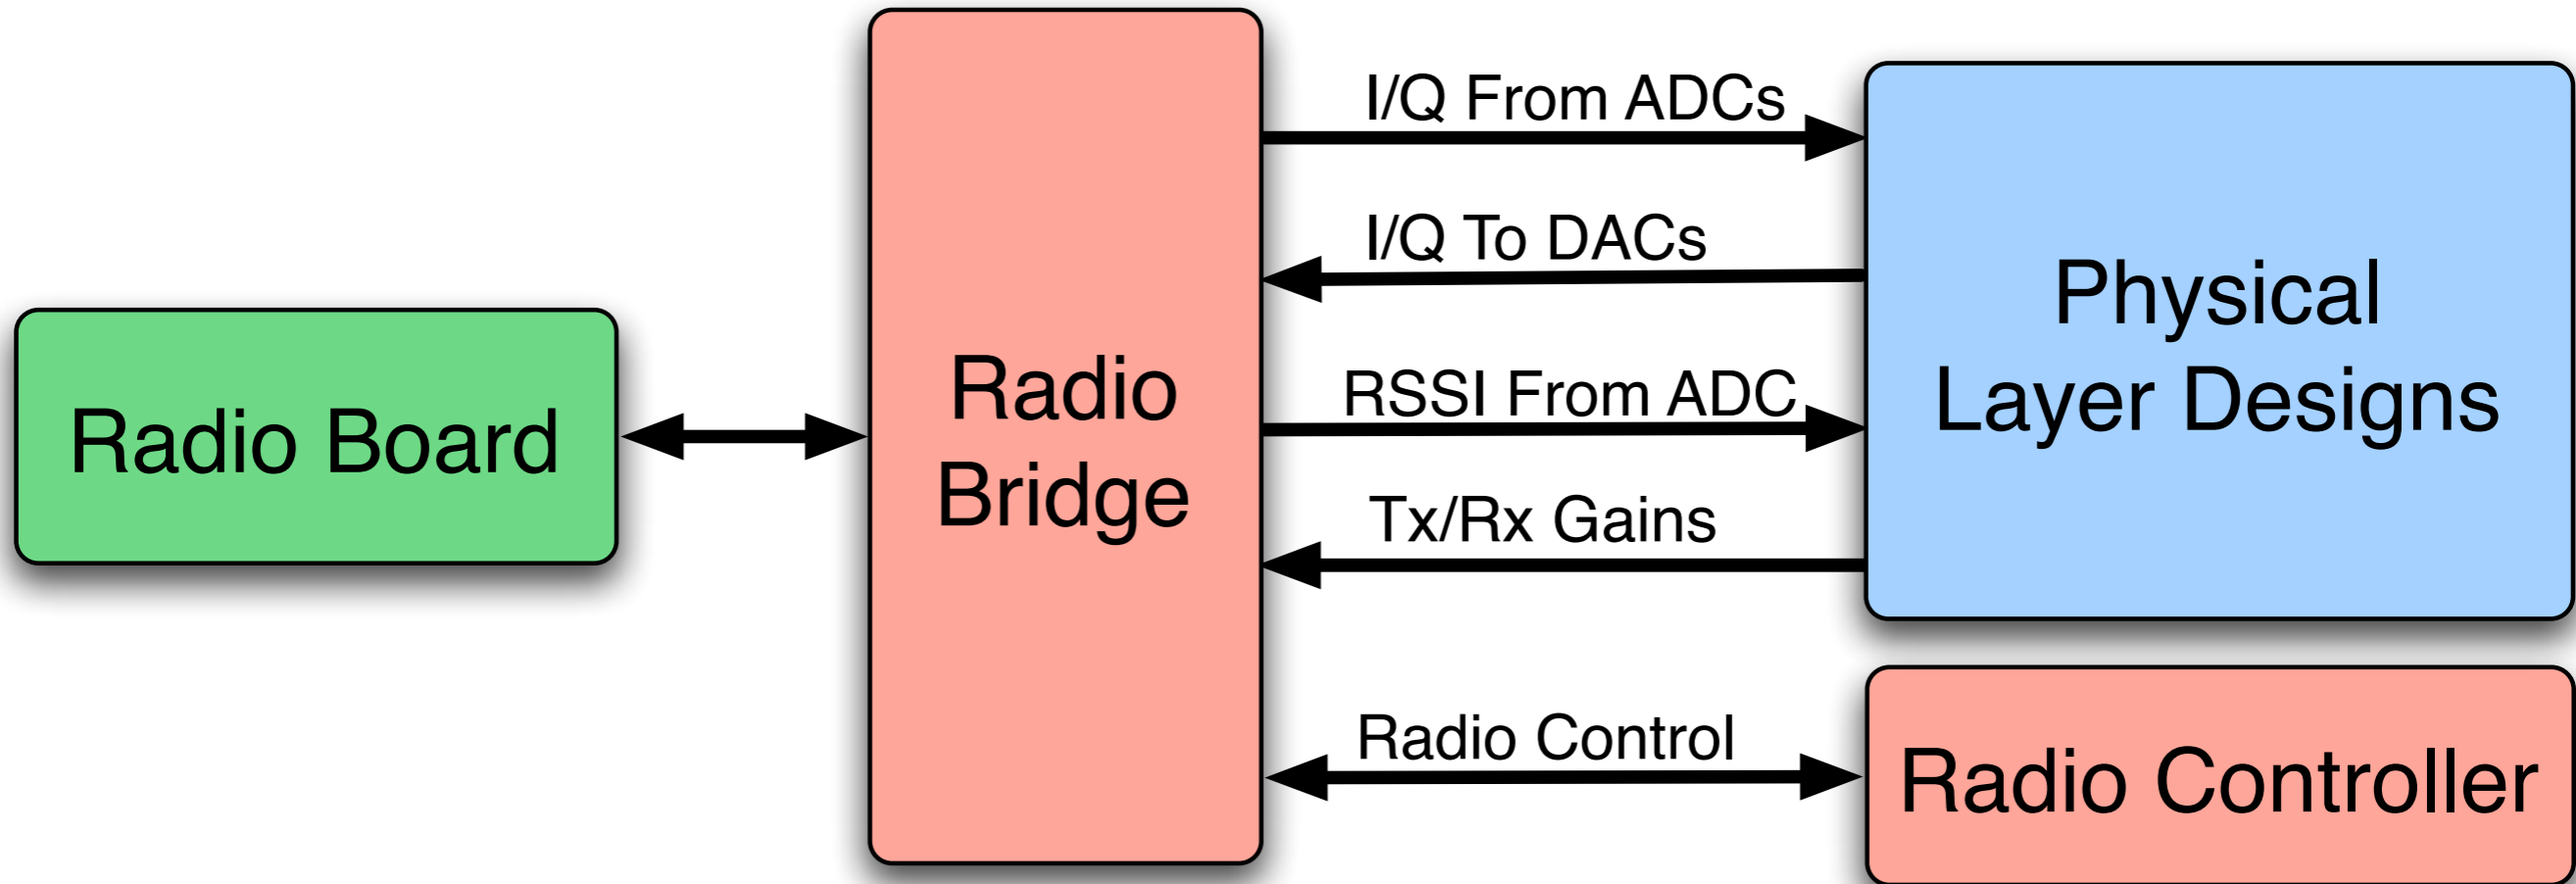 Radio Board
Radio
Bridge
I/Q From ADCs
I/Q To DACs
RSSI From ADC
Tx/Rx Gains
Radio Control
Physical
Layer Designs
Radio Controller